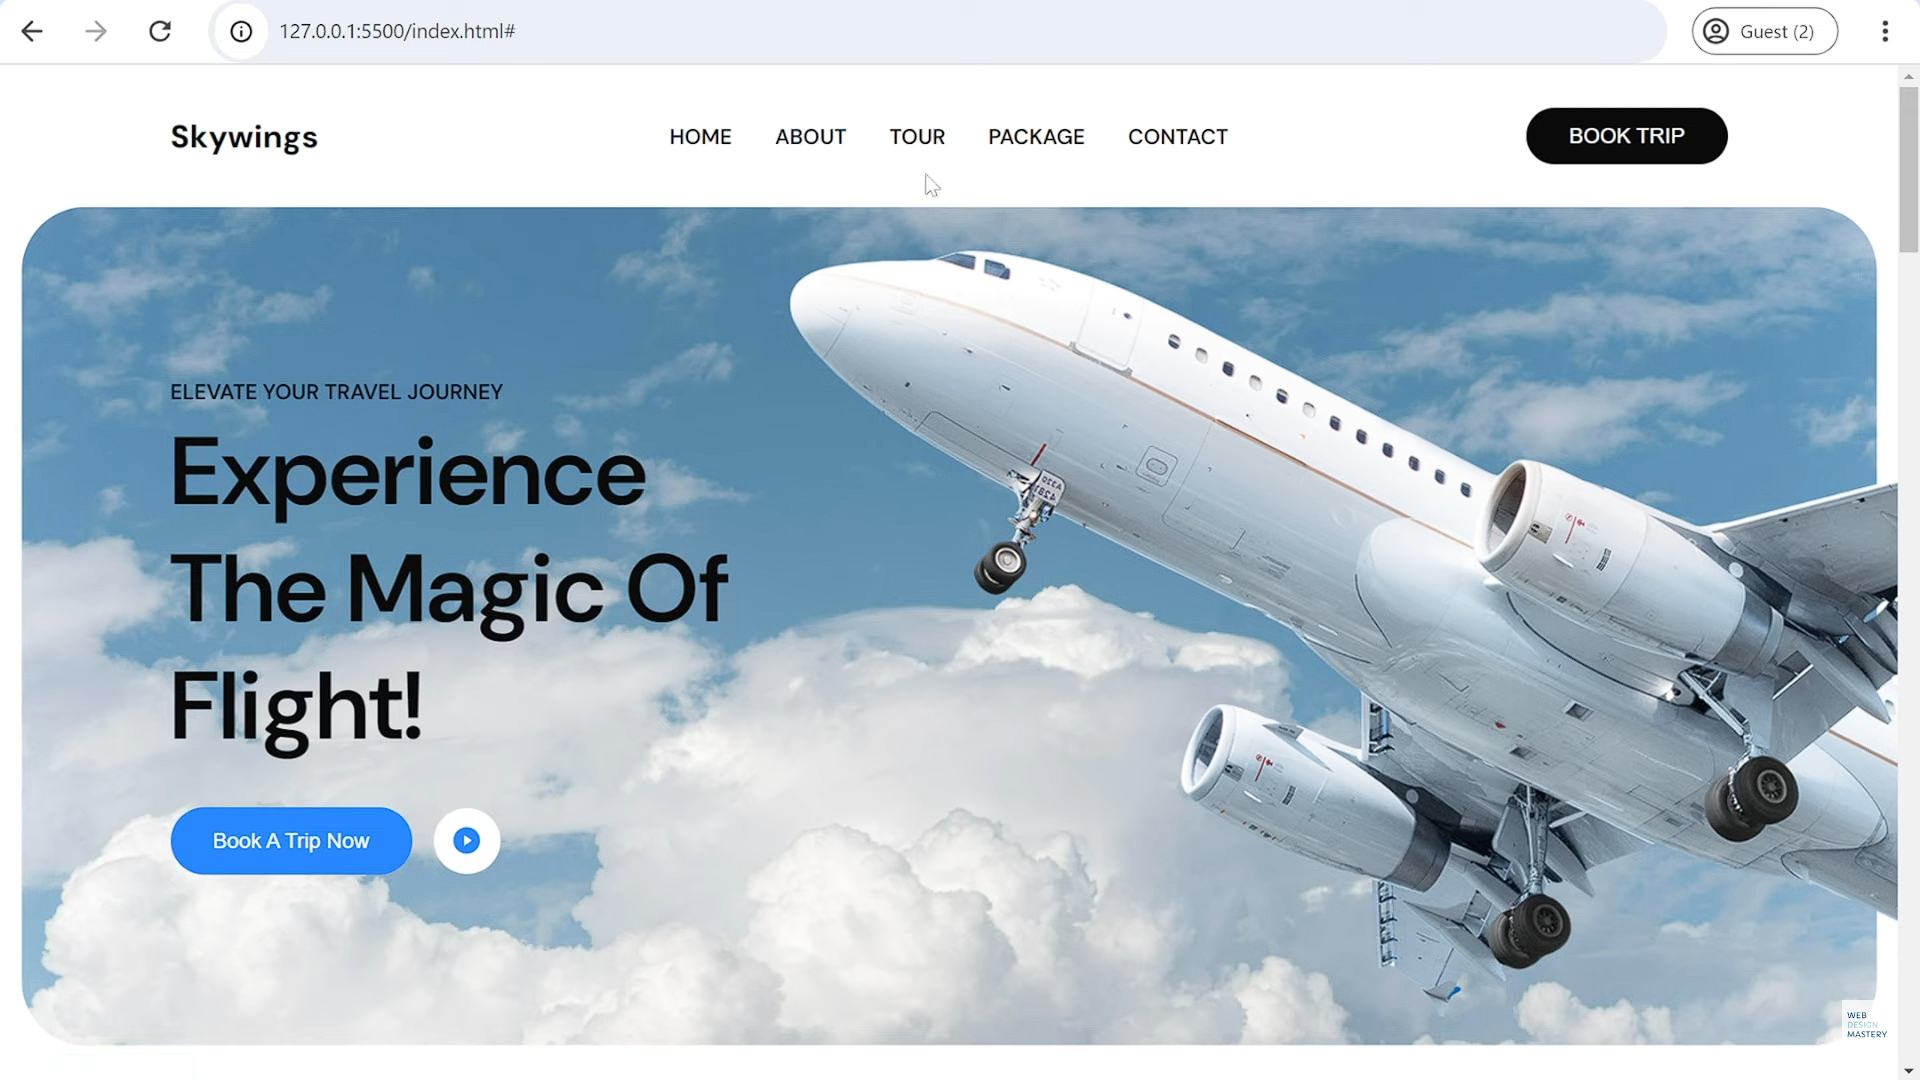 127.0.0.1:5500/index.html#
Guest (2)
Skywings
HOME
ABOUT
TOUR
PACKAGE
CONTACT
BOOK TRIP
ELEVATE YOUR TRAVEL JOURNEY
Experience
The Magic Of
Flight!
Book A Trip Now
WEB
DESIGN
MASTERY